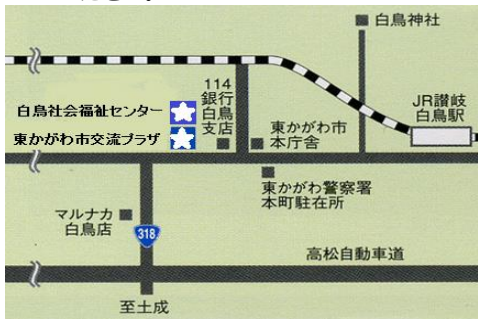 白鳥神社
114
銀行
白鳥
支店
JR讃岐
白鳥駅
白鳥社会福祉センター
東かがわ市
本庁舎
東かがわ市交流プラザ
東かがわ警察署
本町駐在所
マルナカ
白鳥店
318
高松自動車道
至土成